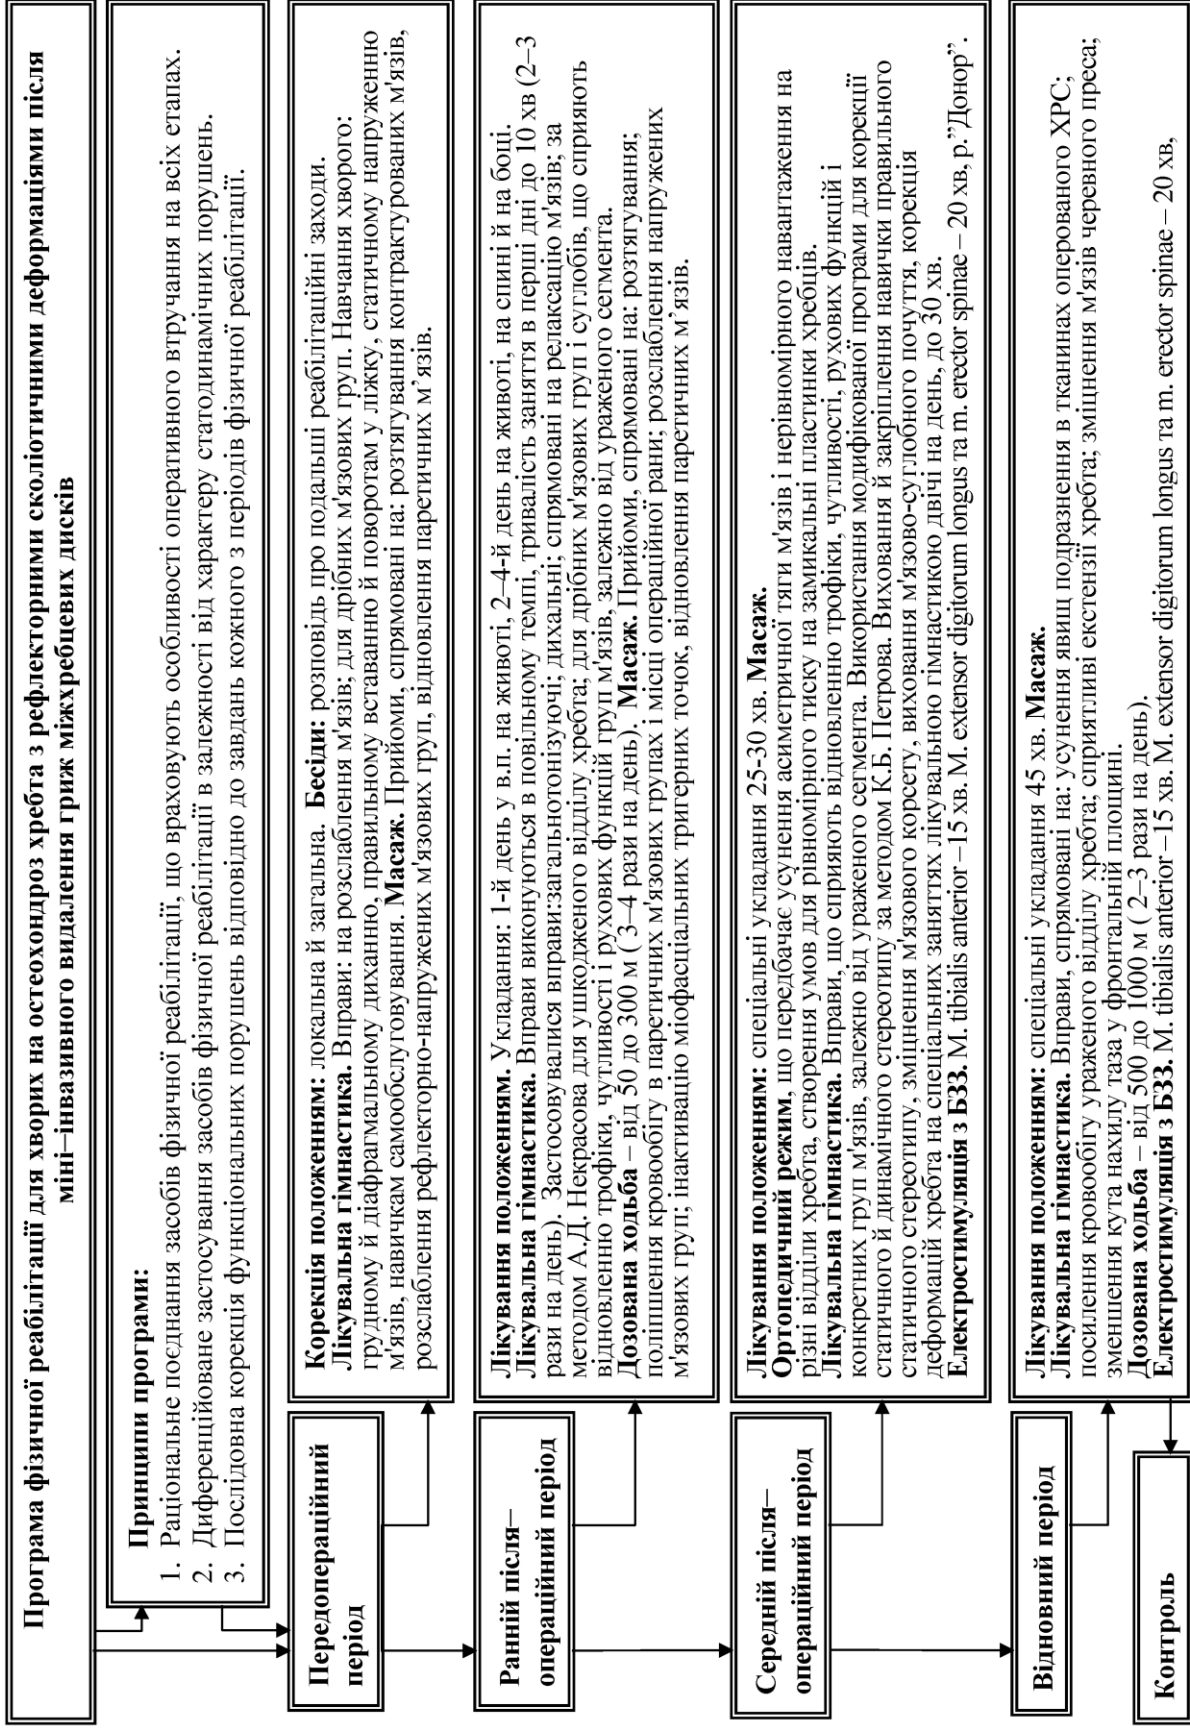 Програма фізичної реабілітації для хворих на остеохондроз хребта з рефлекторними сколіотичними деформаціями після
міні–інвазивного видалення гриж міжхребцевих дисків
Принципи програми:
1. Раціональне поєднання засобів фізичної реабілітації, що враховують особливості оперативного втручання на всіх етапах.
2. Диференційоване застосування засобів фізичної реабілітації в залежності від характеру статодинамічних порушень.
3. Послідовна корекція функціональних порушень відповідно до завдань кожного з періодів фізичної реабілітації.
Передопераційний
період
Корекція положенням: локальна й загальна. Бесіди: розповідь про подальші реабілітаційні заходи.
Лікувальна гімнастика. Вправи: на розслаблення м'язів; для дрібних м'язових груп. Навчання хворого:
грудному й діафрагмальному диханню, правильному вставанню й поворотам у ліжку, статичному напруженню
м'язів, навичкам самообслуговування. Масаж. Прийоми, спрямовані на: розтягування контрактурованих м'язів,
розслаблення рефлекторно-напружених м'язових груп, відновлення паретичних м’язів.
Ранній після–
операційний період
Лікування положенням. Укладання: 1-й день у в.п. на животі, 2–4-й день, на животі, на спині й на боці.
Лікувальна гімнастика. Вправи виконуються в повільному темпі, тривалість заняття в перші дні до 10 хв (2–3
рази на день). Застосовувалися вправи:загальнотонізуючі; дихальні; спрямовані на релаксацію м'язів; за
методом А.Д. Некрасова для ушкодженого відділу хребта; для дрібних м'язових груп і суглобів, що сприяють
відновленню трофіки, чутливості і рухових функцій груп м'язів, залежно від ураженого сегмента.
Дозована ходьба – від 50 до 300 м ( 3–4 рази на день). Масаж. Прийоми, спрямовані на: розтягування;
поліпшення кровообігу в паретичних м'язових групах і місці операційної рани; розслаблення напружених
м'язових груп; інактивацію міофасціальних тригерних точок, відновлення паретичних м’язів.
Середній після–
операційний період
Лікування положенням: спеціальні укладання 25-30 хв. Масаж.
Ортопедичний режим, що передбачає усунення асиметричної тяги м'язів і нерівномірного навантаження на
різні відділи хребта, створення умов для рівномірного тиску на замикальні пластинки хребців.
Лікувальна гімнастика. Вправи, що сприяють відновленню трофіки, чутливості, рухових функцій і
конкретних груп м'язів, залежно від ураженого сегмента. Використання модифікованої програми для корекції
статичного й динамічного стереотипу за методом К.Б. Петрова. Виховання й закріплення навички правильного
статичного стереотипу, зміцнення м'язового корсету, виховання м'язово-суглобного почуття, корекція
деформацій хребта на спеціальних заняттях лікувальною гімнастикою двічі на день, до 30 хв.
Електростимуляція з БЗЗ. M. tibialis anterior –15 хв. M. extensor digitorum longus та m. erector spinae – 20 хв, р.”Донор”.
Відновний період
Лікування положенням: спеціальні укладання 45 хв. Масаж.
Лікувальна гімнастика. Вправи, спрямовані на: усунення явищ подразнення в тканинах оперованого ХРС;
посилення кровообігу ураженого відділу хребта, сприятливі екстензії хребта; зміцнення м'язів черевного преса;
зменшення кута нахилу таза у фронтальній площині.
Дозована ходьба – від 500 до 1000 м ( 2–3 рази на день).
Електростимуляція з БЗЗ. M. tibialis anterior –15 хв. M. extensor digitorum longus та m. erector spinae – 20 хв,
Контроль